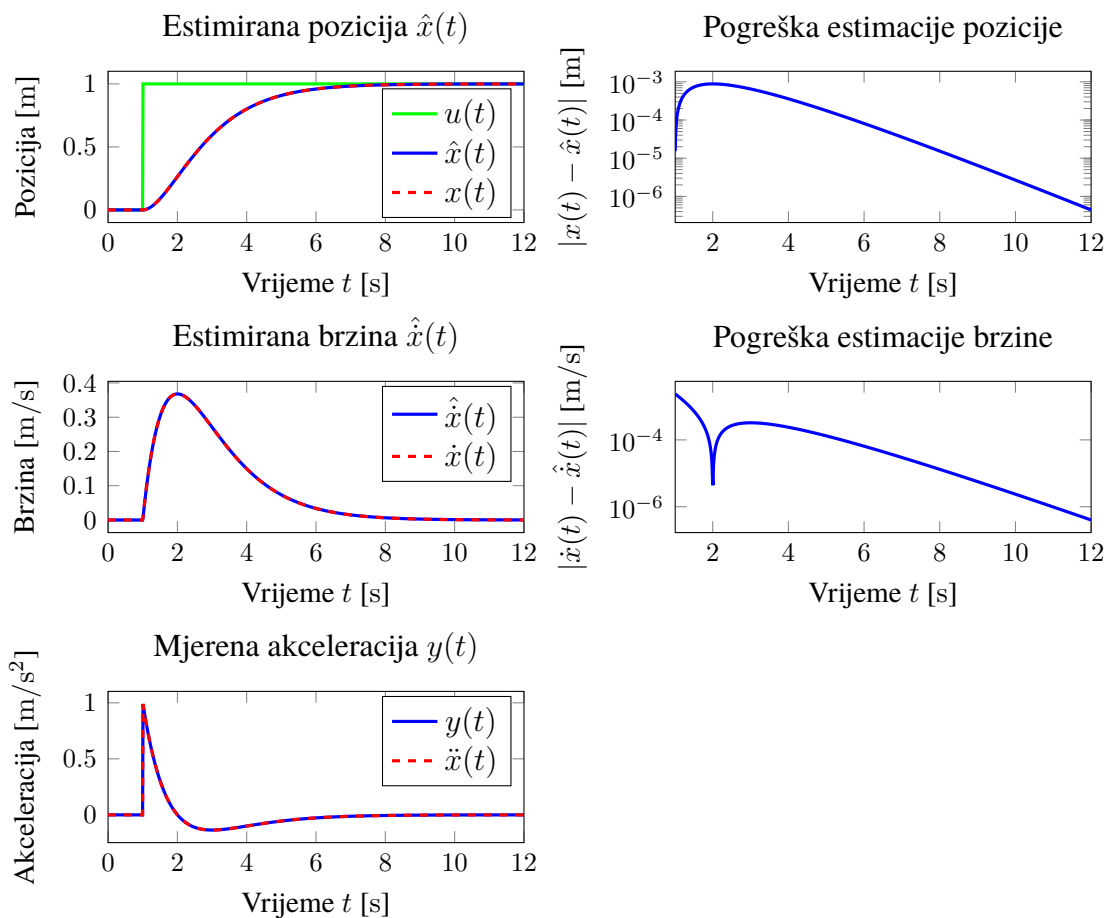 Estimirana pozicija x̂(t)
Pozicija [m]
1
0.5
0
u(t)
x̂(t)
x(t)
0 2 4 6 8 10 12
Vrijeme t [s]
Pogreška estimacije pozicije
|x(t) − x̂(t)| [m]
10⁻³
10⁻⁴
10⁻⁵
10⁻⁶
2 4 6 8 10 12
Vrijeme t [s]
Estimirana brzina ẋ̂(t)
Brzina [m/s]
0.4
0.3
0.2
0.1
0
ẋ̂(t)
ẋ(t)
0 2 4 6 8 10 12
Vrijeme t [s]
Pogreška estimacije brzine
|ẋ(t) − ẋ̂(t)| [m/s]
10⁻⁴
10⁻⁶
2 4 6 8 10 12
Vrijeme t [s]
Mjerena akceleracija y(t)
Akceleracija [m/s²]
1
0.5
0
y(t)
ẍ(t)
0 2 4 6 8 10 12
Vrijeme t [s]